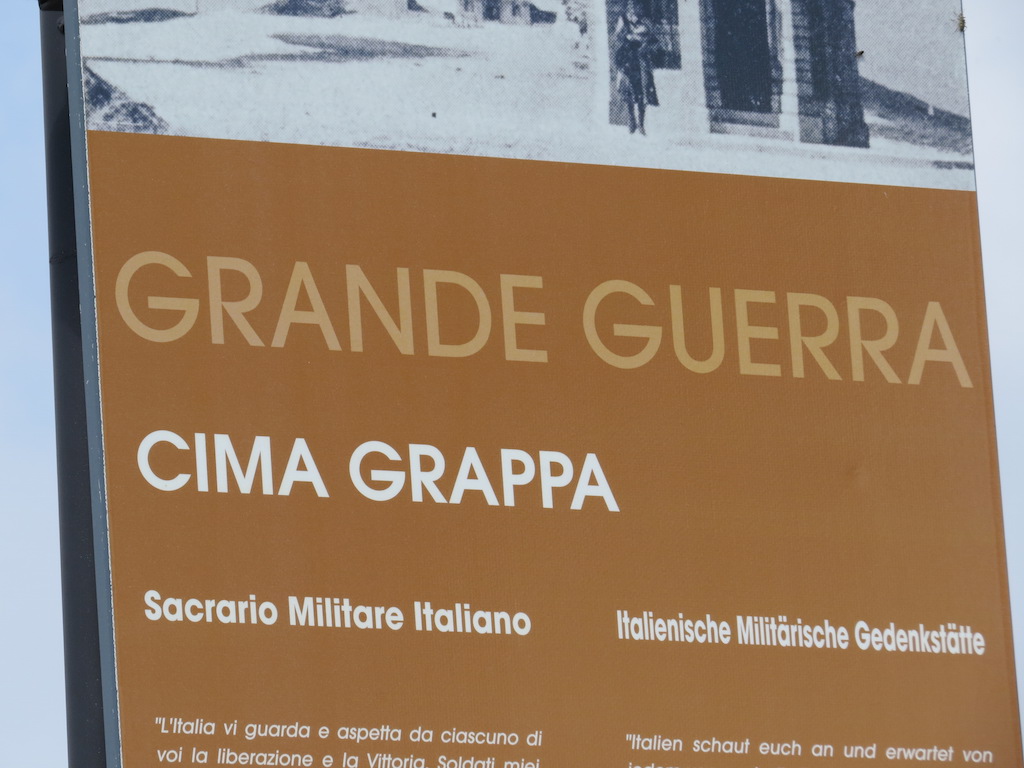 GRANDE GUERRA
CIMA GRAPPA
Sacrario Militare Italiano
"L'Italia vi guarda e aspetta da ciascuno di
voi la liberazione e la Vittoria. Soldati miei
Italienische Militärische Gedenkstätte
"Italien schaut euch an und erwartet von